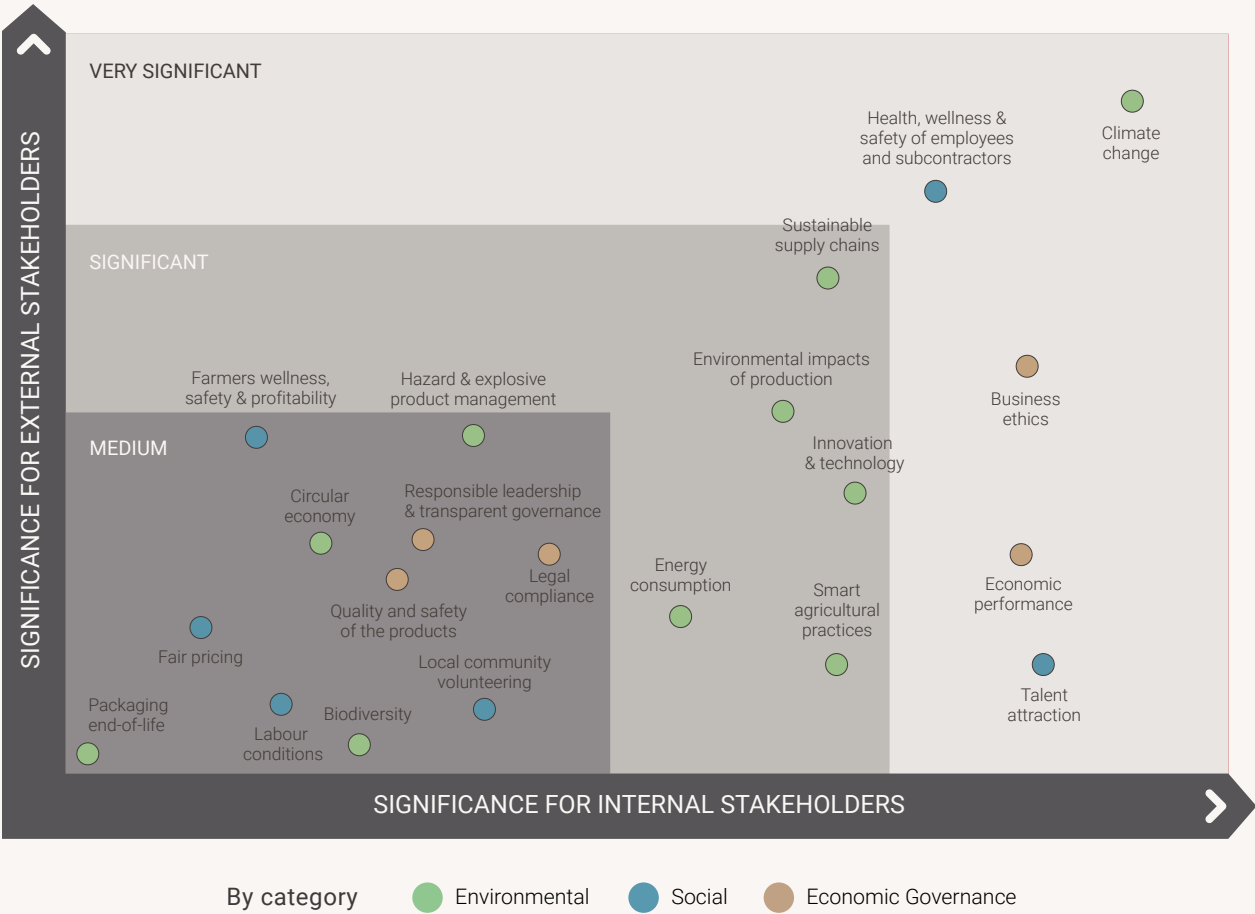 SIGNIFICANCE FOR EXTERNAL STAKEHOLDERS
VERY SIGNIFICANT
Health, wellness &
safety of employees
and subcontractors
Climate
change
SIGNIFICANT
Sustainable
supply chains
Environmental impacts
of production
Business
ethics
Farmers wellness,
safety & profitability
Hazard & explosive
product management
MEDIUM
Innovation
& technology
Circular
economy
Responsible leadership
& transparent governance
Legal
compliance
Energy
consumption
Smart
agricultural
practices
Economic
performance
Quality and safety
of the products
Fair pricing
Local community
volunteering
Talent
attraction
Packaging
end-of-life
Labour
conditions
Biodiversity
SIGNIFICANCE FOR INTERNAL STAKEHOLDERS
By category
Environmental
Social
Economic Governance